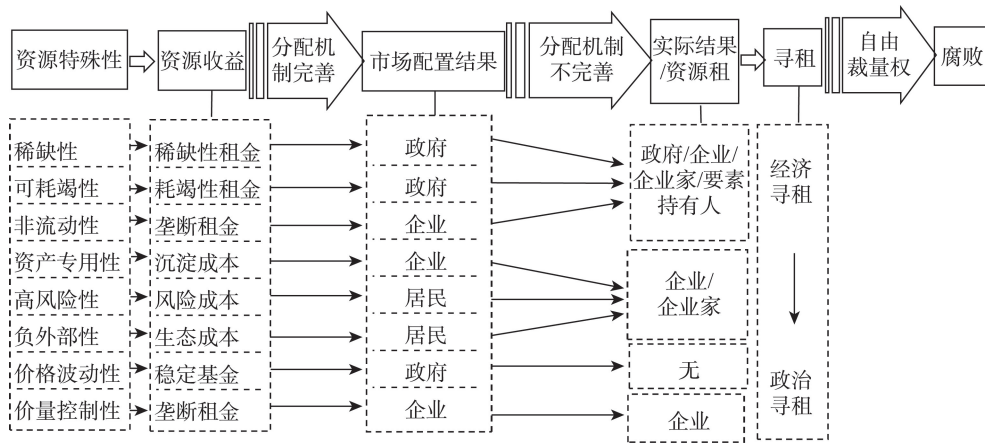 资源特殊性
资源收益
分配机
制完善
市场配置结果
分配机制
不完善
实际结果
/资源租
寻租
自由
裁量权
腐败
稀缺性
稀缺性租金
政府
可耗竭性
耗竭性租金
政府
非流动性
垄断租金
企业
资产专用性
沉淀成本
企业
高风险性
风险成本
居民
负外部性
生态成本
居民
价格波动性
稳定基金
政府
价量控制性
垄断租金
企业
政府/企业/
企业家/要素
持有人
企业/
企业家
无
企业
经济
寻租
政治
寻租